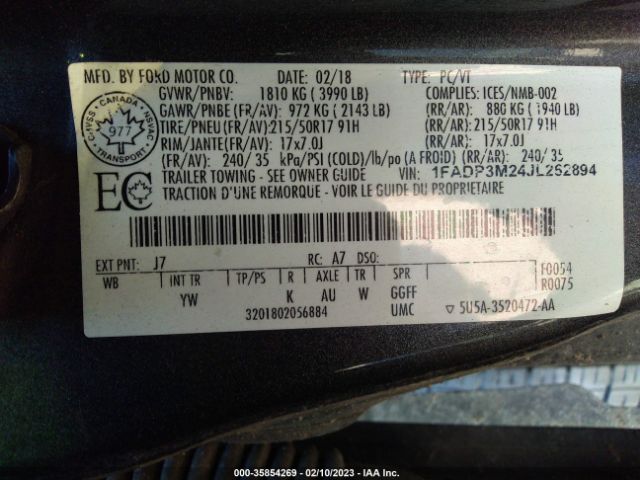 MFD. BY FORD MOTOR CO. DATE: 02/18 TYPE: PC/VT
GVWR/PNBV: 1810 KG ( 3990 LB) COMPLIES: ICES/NMB-002
GAWR/PNBE (FR/AV): 972 KG ( 2143 LB) (RR/AR): 880 KG ( 1940 LB)
TIRE/PNEU (FR/AV): 215/50R17 91H (RR/AR): 215/50R17 91H
RIM/JANTE(FR/AV): 17x7.0J (RR/AR): 17x7.0J
(FR/AV): 240/ 35 kPa/PSI (COLD)/lb/po (A FROID) (RR/AR): 240/ 35
TRAILER TOWING - SEE OWNER GUIDE VIN: 1FADP3M24JL262894
TRACTION D'UNE REMORQUE - VOIR LE GUIDE
CANADA
CMVSS NSVAC
977
TRANSPORT
EC
EXT PNT: J7 RC: A7 DSO:
WB INT TR TP/PS R AXLE TR SPR F0054
YW K AU W GGFF R0075
3201802056884 UMC ▽ 5U5A-3520472-AA
000-35854269 - 02/10/2023 - IAA Inc.